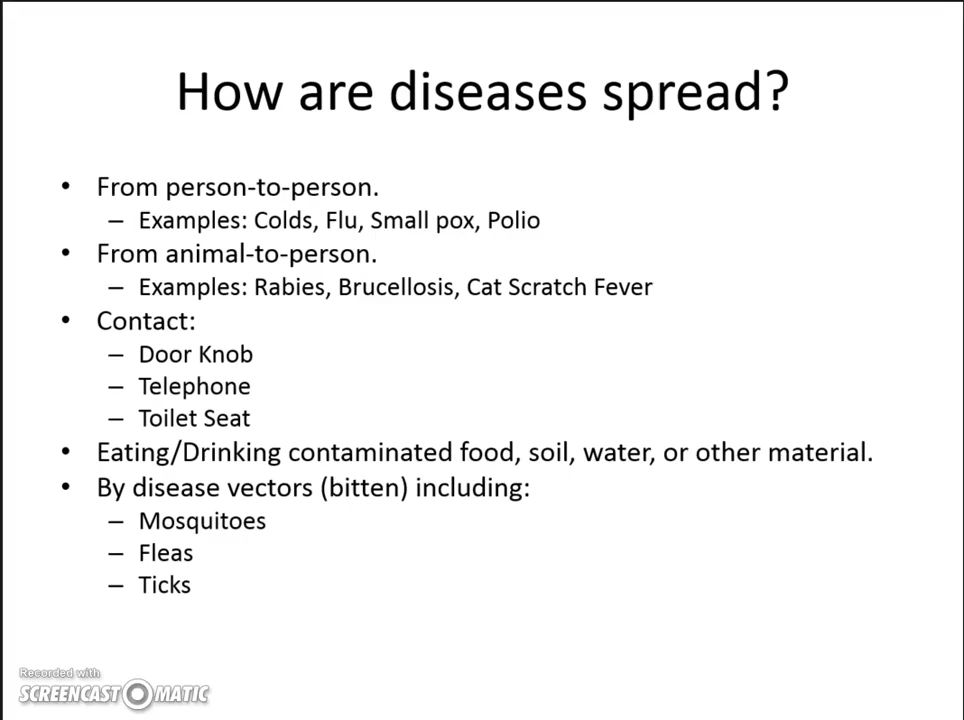 How are diseases spread?
• From person-to-person.
– Examples: Colds, Flu, Small pox, Polio
• From animal-to-person.
– Examples: Rabies, Brucellosis, Cat Scratch Fever
• Contact:
– Door Knob
– Telephone
– Toilet Seat
• Eating/Drinking contaminated food, soil, water, or other material.
• By disease vectors (bitten) including:
– Mosquitoes
– Fleas
– Ticks
Recorded with
SCREENCAST MATIC